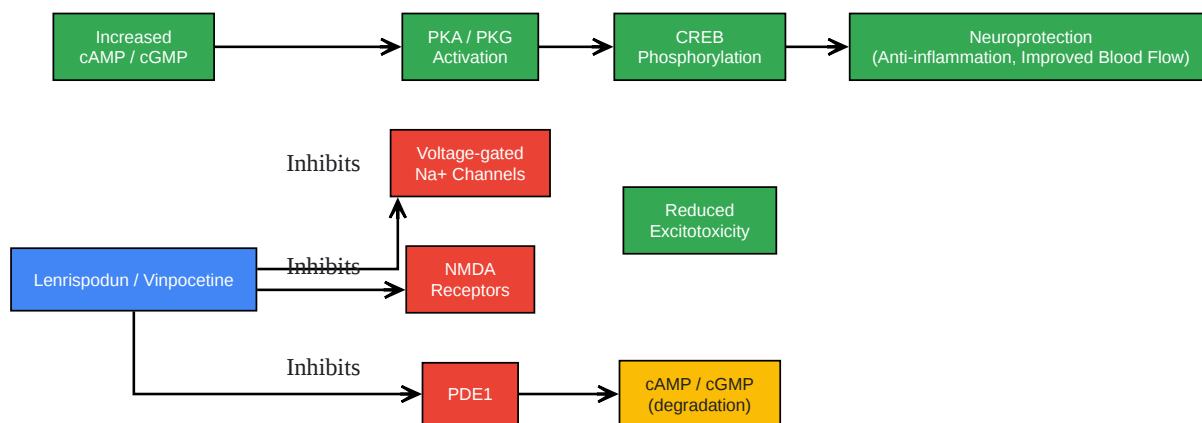 Increased
cAMP / cGMP
PKA / PKG
Activation
CREB
Phosphorylation
Neuroprotection
(Anti-inflammation, Improved Blood Flow)
Inhibits
Voltage-gated
Na+ Channels
Reduced
Excitotoxicity
Lenrispodun / Vinpocetine
Inhibits
NMDA
Receptors
Inhibits
PDE1
cAMP / cGMP
(degradation)